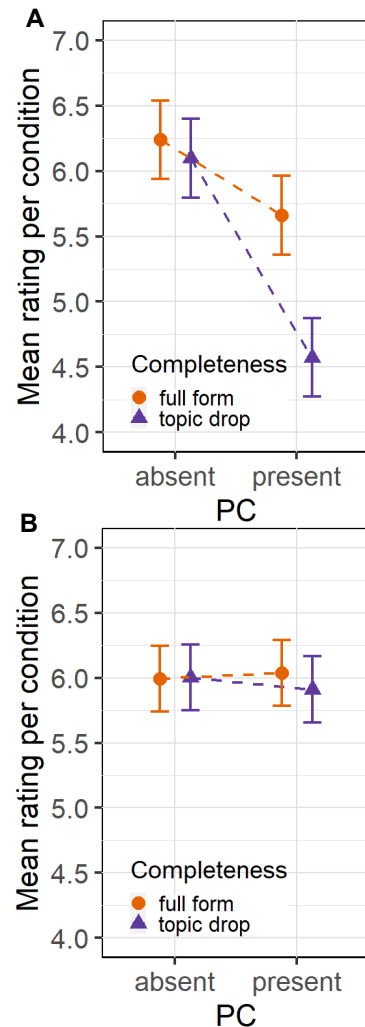 A
Mean rating per condition
7.0
6.5
6.0
5.5
5.0
4.5
4.0
Completeness
full form
topic drop
absent present
PC
B
Mean rating per condition
7.0
6.5
6.0
5.5
5.0
4.5
4.0
Completeness
full form
topic drop
absent present
PC